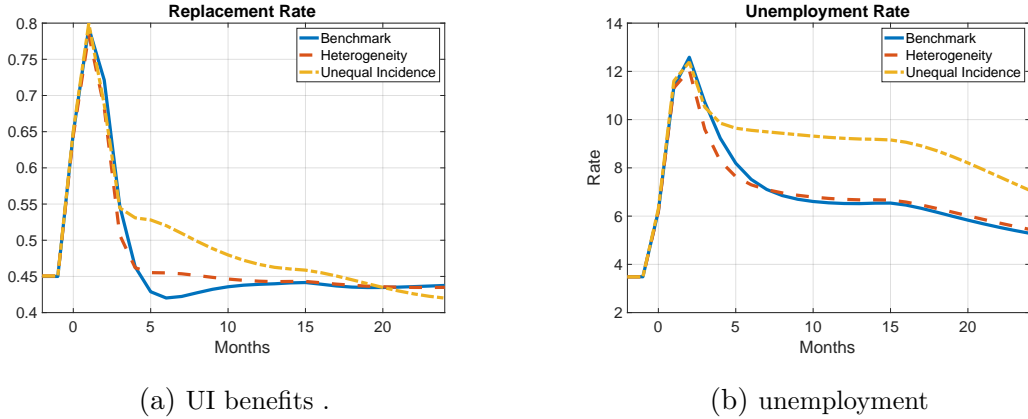 Replacement Rate
0.8
0.75
0.7
0.65
0.6
0.55
0.5
0.45
0.4
0
5
10
15
20
Months
Benchmark
Heterogeneity
Unequal Incidence
(a) UI benefits .
Unemployment Rate
14
12
10
8
6
4
2
Rate
0
5
10
15
20
Months
Benchmark
Heterogeneity
Unequal Incidence
(b) unemployment